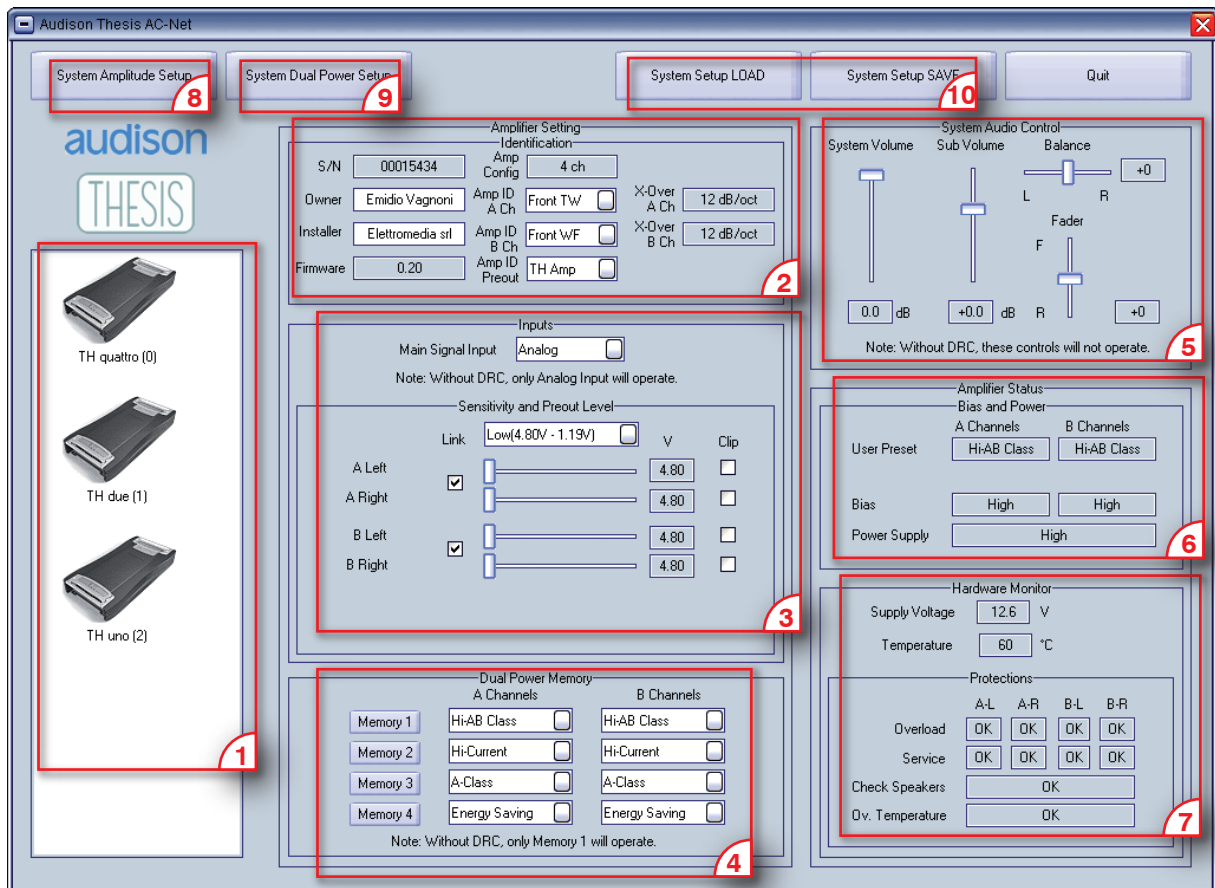 Audison Thesis AC-Net
System Amplitude Setup
8
System Dual Power Setup
9
System Setup LOAD
System Setup SAVE
10
Quit
audison
THESIS
TH quattro (0)
TH due (1)
TH uno (2)
1
Amplifier Setting
Identification
S/N 00015434 Amp Config 4 ch
Owner Emidio Vagnoni Amp ID A Ch Front TW X-Over A Ch 12 dB/oct
Installer Elettromedia srl Amp ID B Ch Front WF X-Over B Ch 12 dB/oct
Firmware 0.20 Amp ID Preout TH Amp
2
Inputs
Main Signal Input Analog
Note: Without DRC, only Analog Input will operate.
Sensitivity and Preout Level
Link Low(4.80V - 1.19V) V Clip
A Left 4.80
A Right 4.80
B Left 4.80
B Right 4.80
3
Dual Power Memory
A Channels B Channels
Memory 1 Hi-AB Class Hi-AB Class
Memory 2 Hi-Current Hi-Current
Memory 3 A-Class A-Class
Memory 4 Energy Saving Energy Saving
Note: Without DRC, only Memory 1 will operate.
4
System Audio Control
System Volume Sub Volume Balance
+0
L R
Fader
F
0.0 dB +0.0 dB R +0
Note: Without DRC, these controls will not operate.
5
Amplifier Status
Bias and Power
A Channels B Channels
User Preset Hi-AB Class Hi-AB Class
Bias High High
Power Supply High
6
Hardware Monitor
Supply Voltage 12.6 V
Temperature 60 °C
Protections
A-L A-R B-L B-R
Overload OK OK OK OK
Service OK OK OK OK
Check Speakers OK
Ov. Temperature OK
7